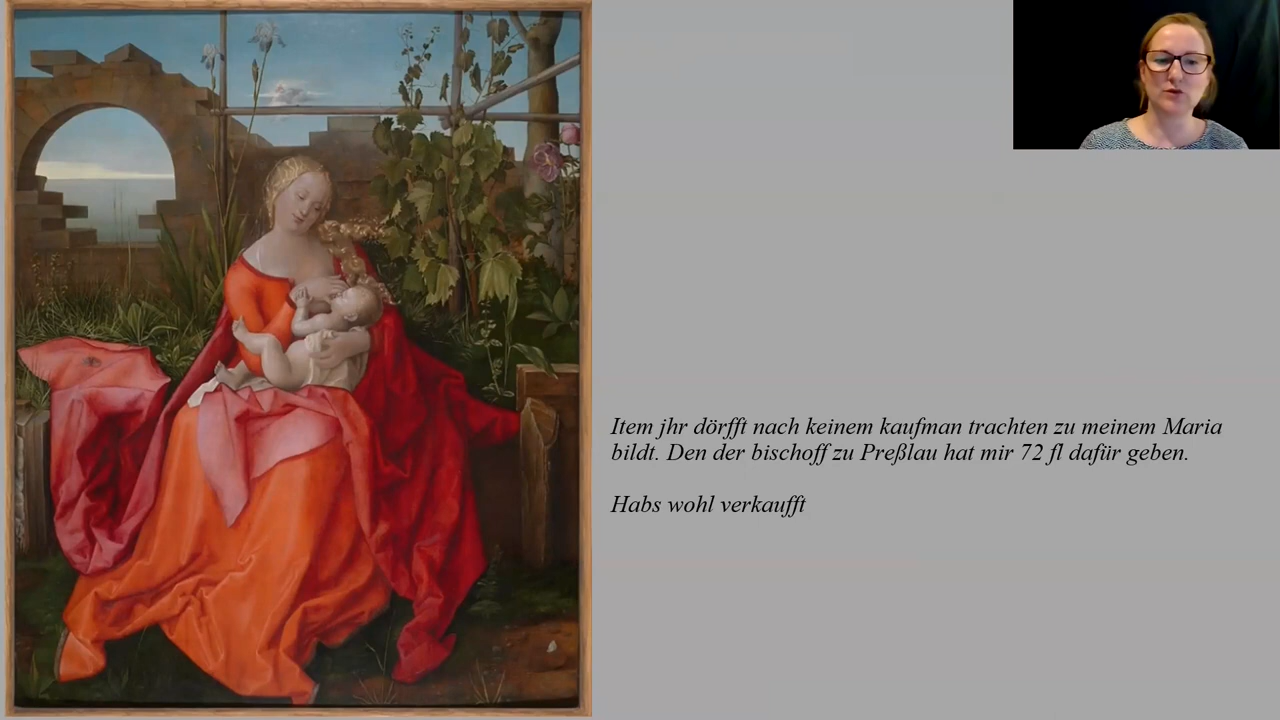 Item jhr dörfft nach keinem kaufman trachten zu meinem Maria
bildt. Den der bischoff zu Preßlau hat mir 72 fl dafür geben.
Habs wohl verkaufft